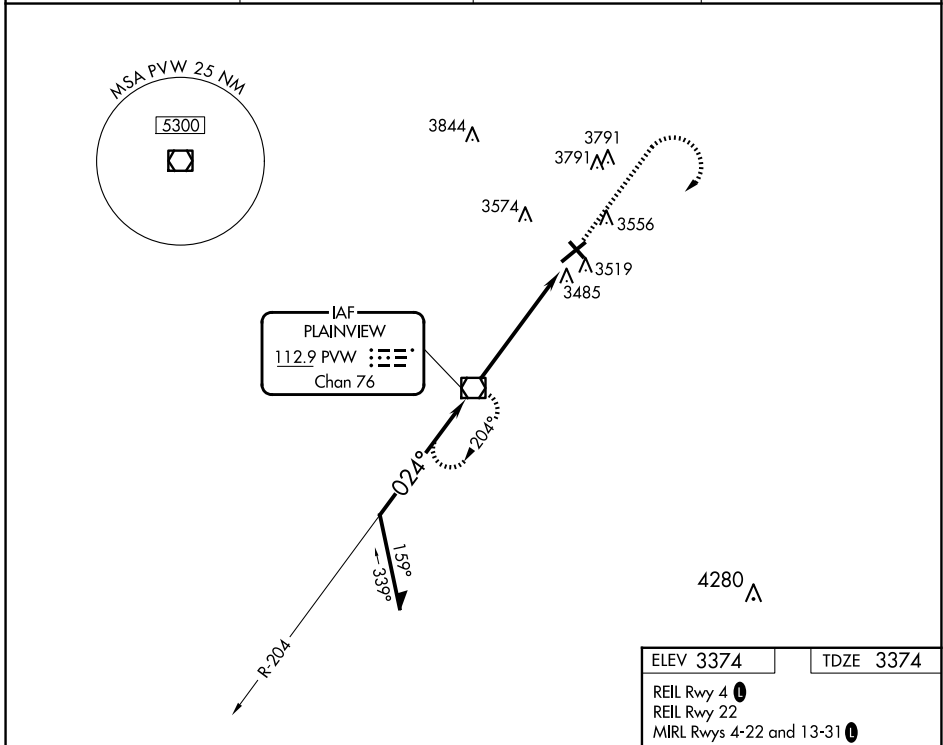 MSA PVW 25 NM
5300
3844
3791
3791
3574
3556
3519
3485
IAF
PLAINVIEW
112.9 PVW
Chan 76
204°
024°
159°
339°
R-204
4280
ELEV 3374
TDZE 3374
REIL Rwy 4 L
REIL Rwy 22
MIRL Rwys 4-22 and 13-31 L